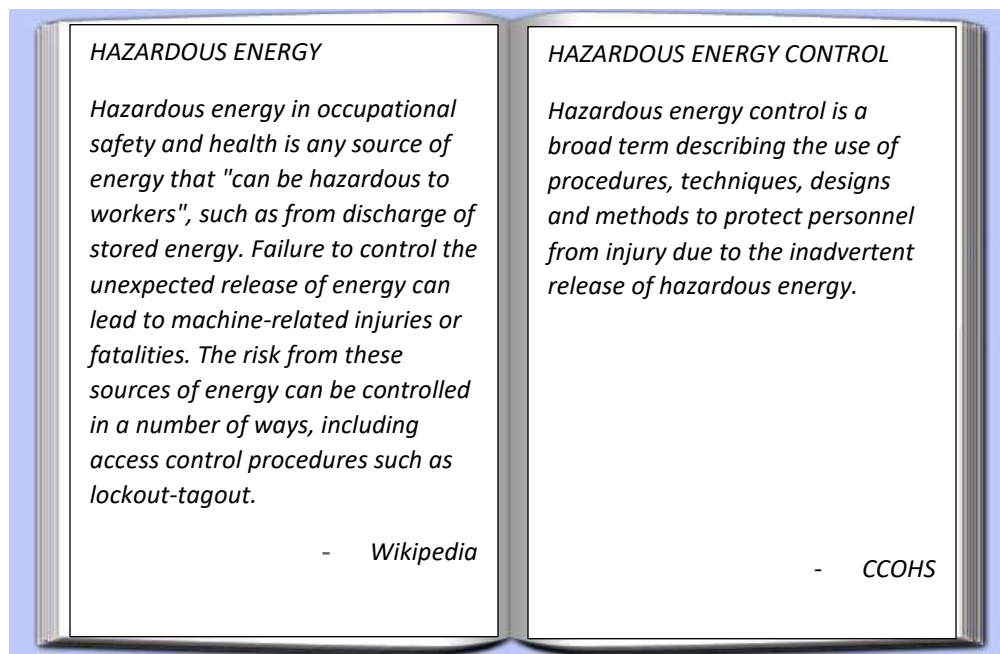 HAZARDOUS ENERGY
Hazardous energy in occupational
safety and health is any source of
energy that "can be hazardous to
workers", such as from discharge of
stored energy. Failure to control the
unexpected release of energy can
lead to machine-related injuries or
fatalities. The risk from these
sources of energy can be controlled
in a number of ways, including
access control procedures such as
lockout-tagout.
- Wikipedia
HAZARDOUS ENERGY CONTROL
Hazardous energy control is a
broad term describing the use of
procedures, techniques, designs
and methods to protect personnel
from injury due to the inadvertent
release of hazardous energy.
- CCOHS